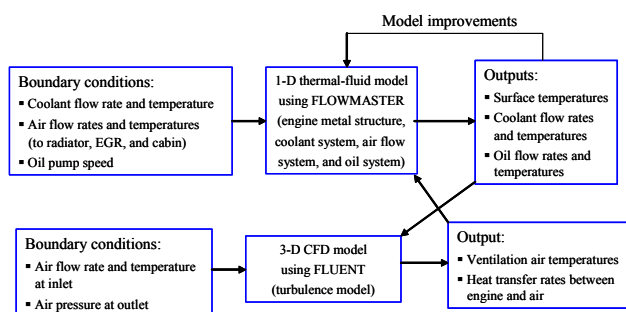 Model improvements
Boundary conditions:
▪ Coolant flow rate and temperature
▪ Air flow rates and temperatures
(to radiator, EGR, and cabin)
▪ Oil pump speed
1-D thermal-fluid model
using FLOWMASTER
(engine metal structure,
coolant system, air flow
system, and oil system)
Outputs:
▪ Surface temperatures
▪ Coolant flow rates
and temperatures
▪ Oil flow rates and
temperatures
Boundary conditions:
▪ Air flow rate and temperature
at inlet
▪ Air pressure at outlet
3-D CFD model
using FLUENT
(turbulence model)
Output:
▪ Ventilation air temperatures
▪ Heat transfer rates between
engine and air